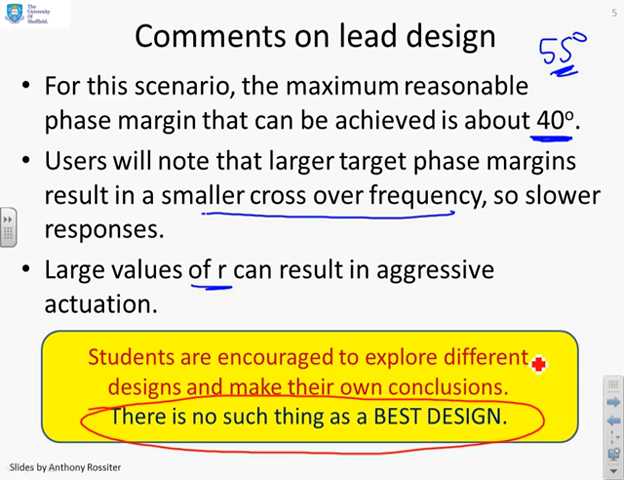 The
University
Of
Sheffield.
5
Comments on lead design
55°
• For this scenario, the maximum reasonable
phase margin that can be achieved is about 40°.
• Users will note that larger target phase margins
result in a smaller cross over frequency, so slower
responses.
• Large values of r can result in aggressive
actuation.
Students are encouraged to explore different
designs and make their own conclusions.
There is no such thing as a BEST DESIGN.
Slides by Anthony Rossiter